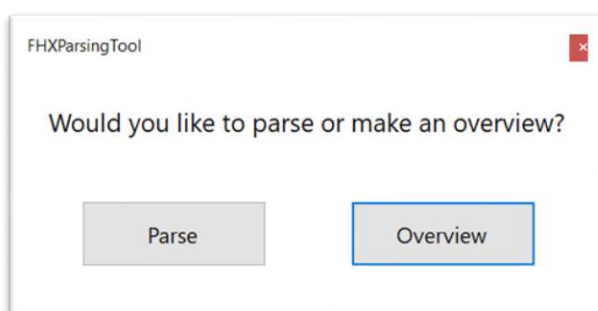 FHXParsingTool
Would you like to parse or make an overview?
Parse
Overview